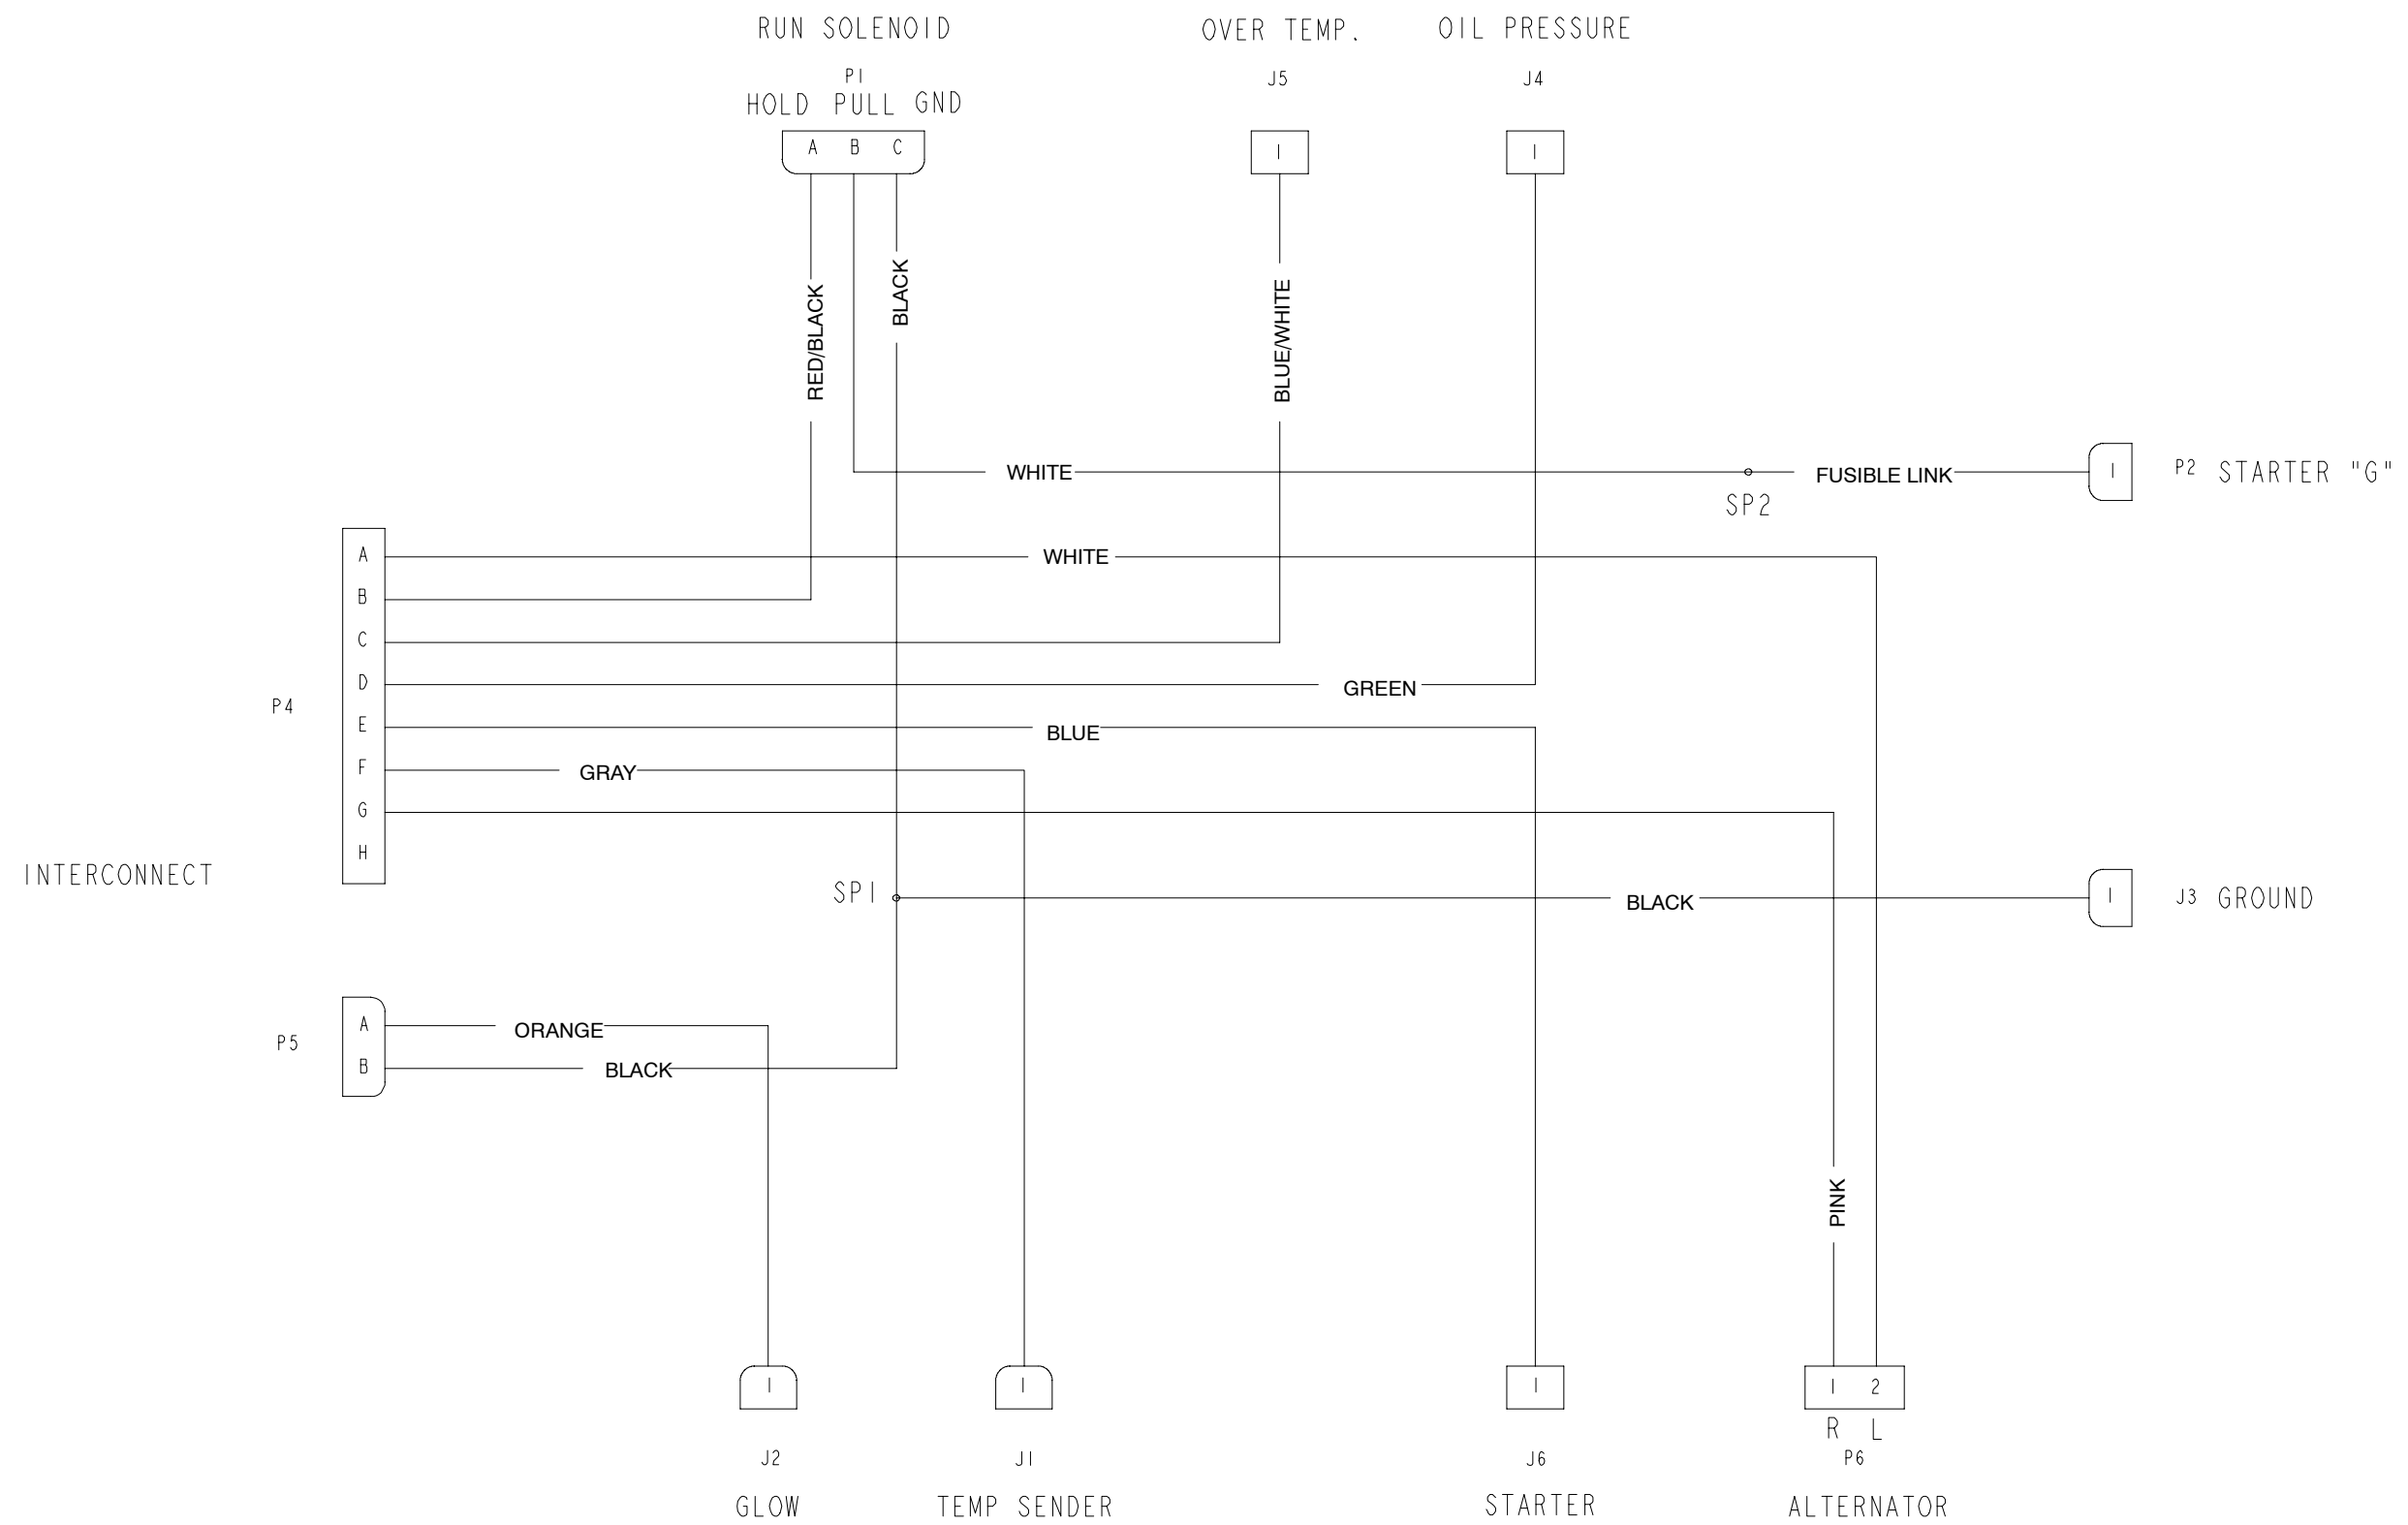 RUN SOLENOID
OVER TEMP.
OIL PRESSURE
P1
J5
J4
HOLD PULL GND
A B C
1
1
RED/BLACK
BLACK
BLUE/WHITE
WHITE
SP2
FUSIBLE LINK
1
P2 STARTER "G"
A
WHITE
B
C
D
GREEN
P4
E
BLUE
F
GRAY
G
H
INTERCONNECT
SP1
BLACK
1
J3 GROUND
P5
A
ORANGE
B
BLACK
PINK
1
1
1
1 2
R L
J2
J1
J6
P6
GLOW
TEMP SENDER
STARTER
ALTERNATOR